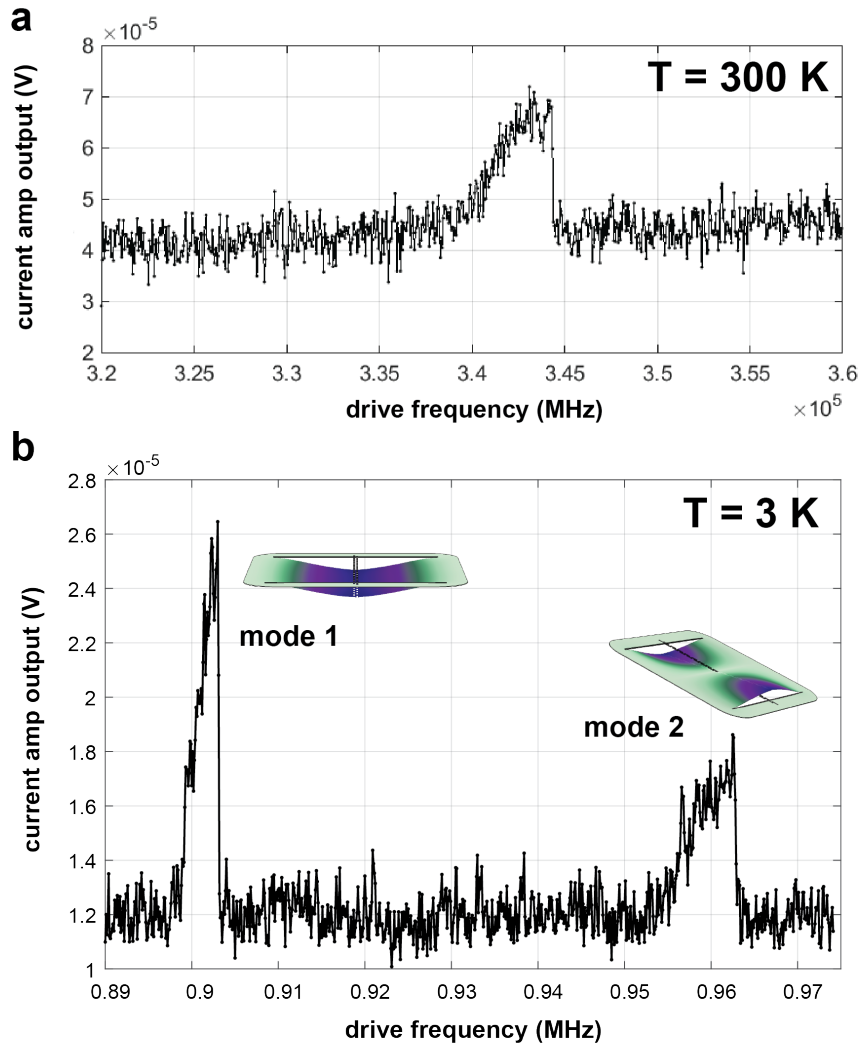 a
×10⁻⁵
T = 300 K
8
7
6
5
4
3
2
current amp output (V)
3.2 3.25 3.3 3.35 3.4 3.45 3.5 3.55 3.6
drive frequency (MHz)
×10⁵
b
×10⁻⁵
T = 3 K
2.8
2.6
2.4
2.2
2
1.8
1.6
1.4
1.2
1
current amp output (V)
mode 1
mode 2
0.89 0.9 0.91 0.92 0.93 0.94 0.95 0.96 0.97
drive frequency (MHz)